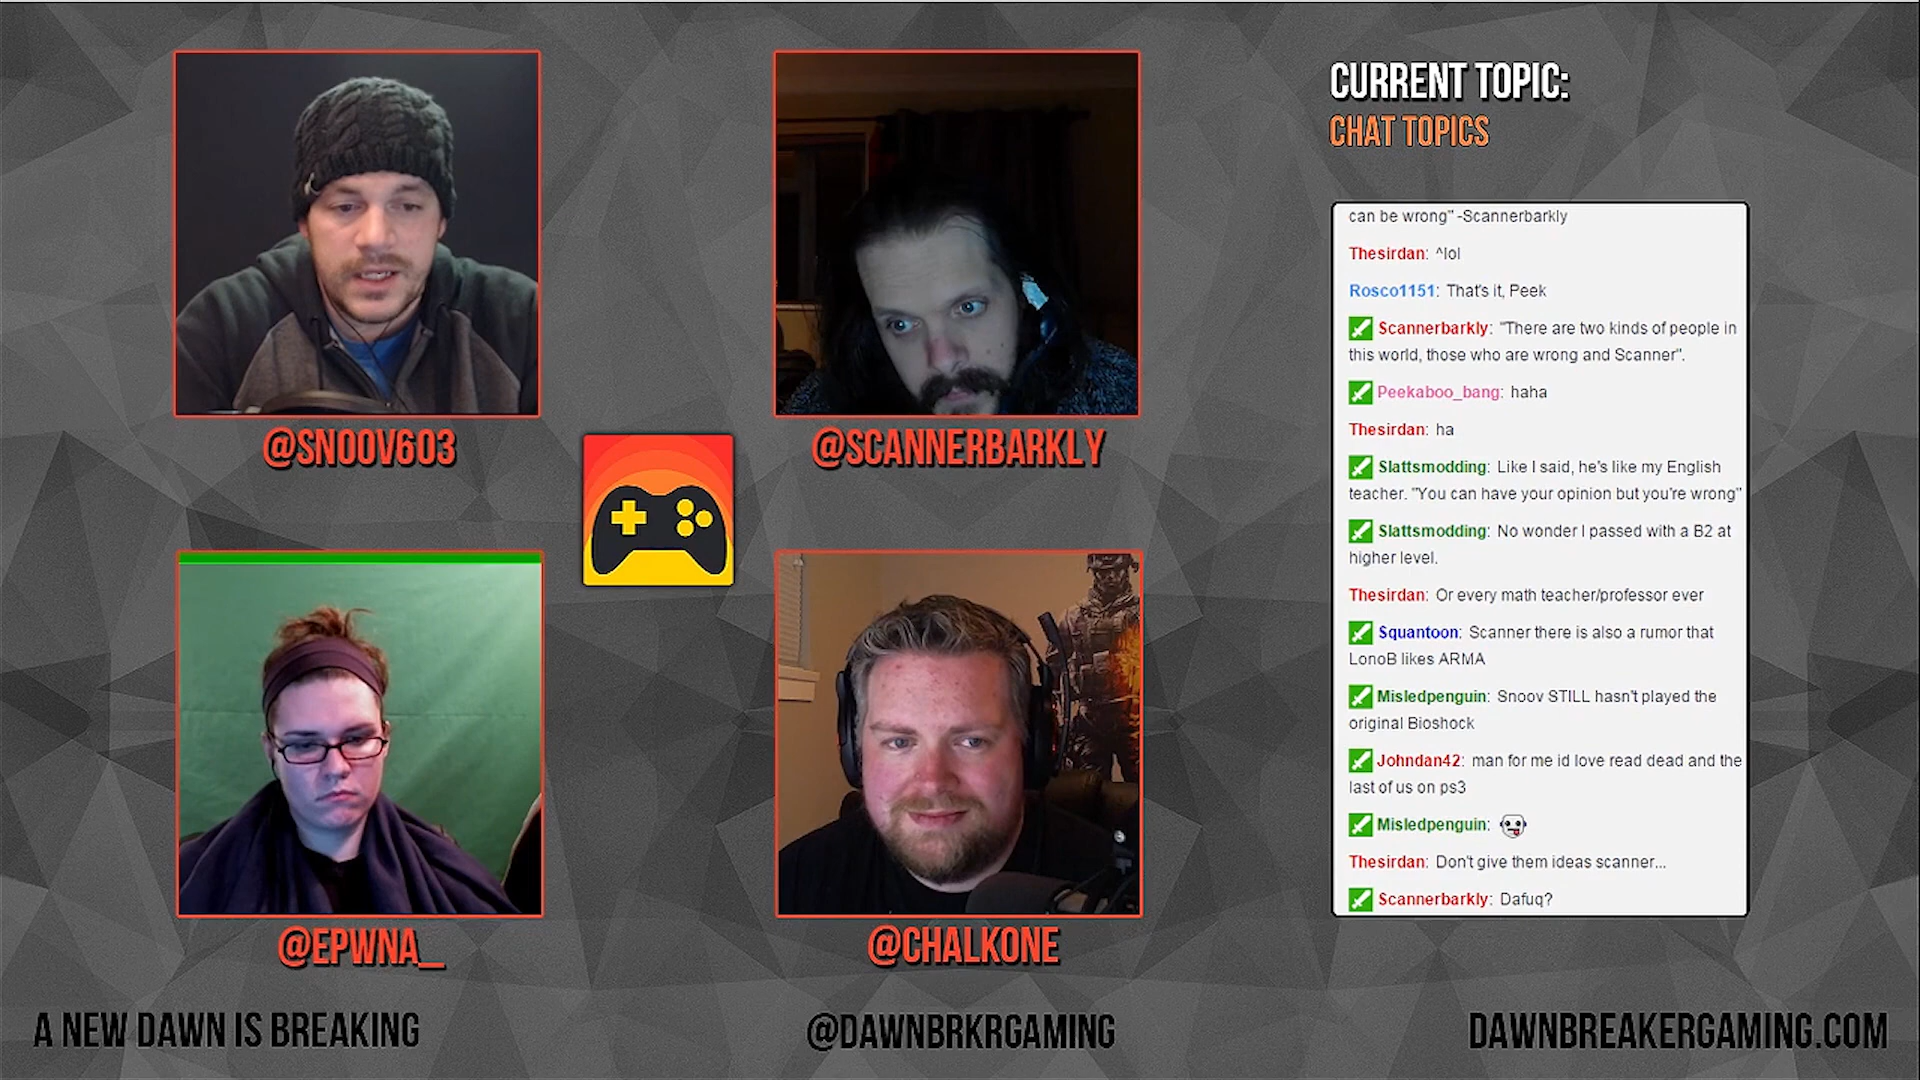 CURRENT TOPIC:
CHAT TOPICS
@SNOOV603
@SCANNERBARKLY
@EPWNA_
@CHALKONE
can be wrong" -Scannerbarkly
Thesirdan: ^lol
Rosco1151: That's it, Peek
Scannerbarkly: "There are two kinds of people in
this world, those who are wrong and Scanner".
Peekaboo_bang: haha
Thesirdan: ha
Slattsmodding: Like I said, he's like my English
teacher. "You can have your opinion but you're wrong"
Slattsmodding: No wonder I passed with a B2 at
higher level.
Thesirdan: Or every math teacher/professor ever
Squantoon: Scanner there is also a rumor that
LonoB likes ARMA
Misledpenguin: Snoov STILL hasn't played the
original Bioshock
Johndan42: man for me id love read dead and the
last of us on ps3
Misledpenguin:
Thesirdan: Don't give them ideas scanner...
Scannerbarkly: Dafuq?
A NEW DAWN IS BREAKING
@DAWNBRKRGAMING
DAWNBREAKERGAMING.COM